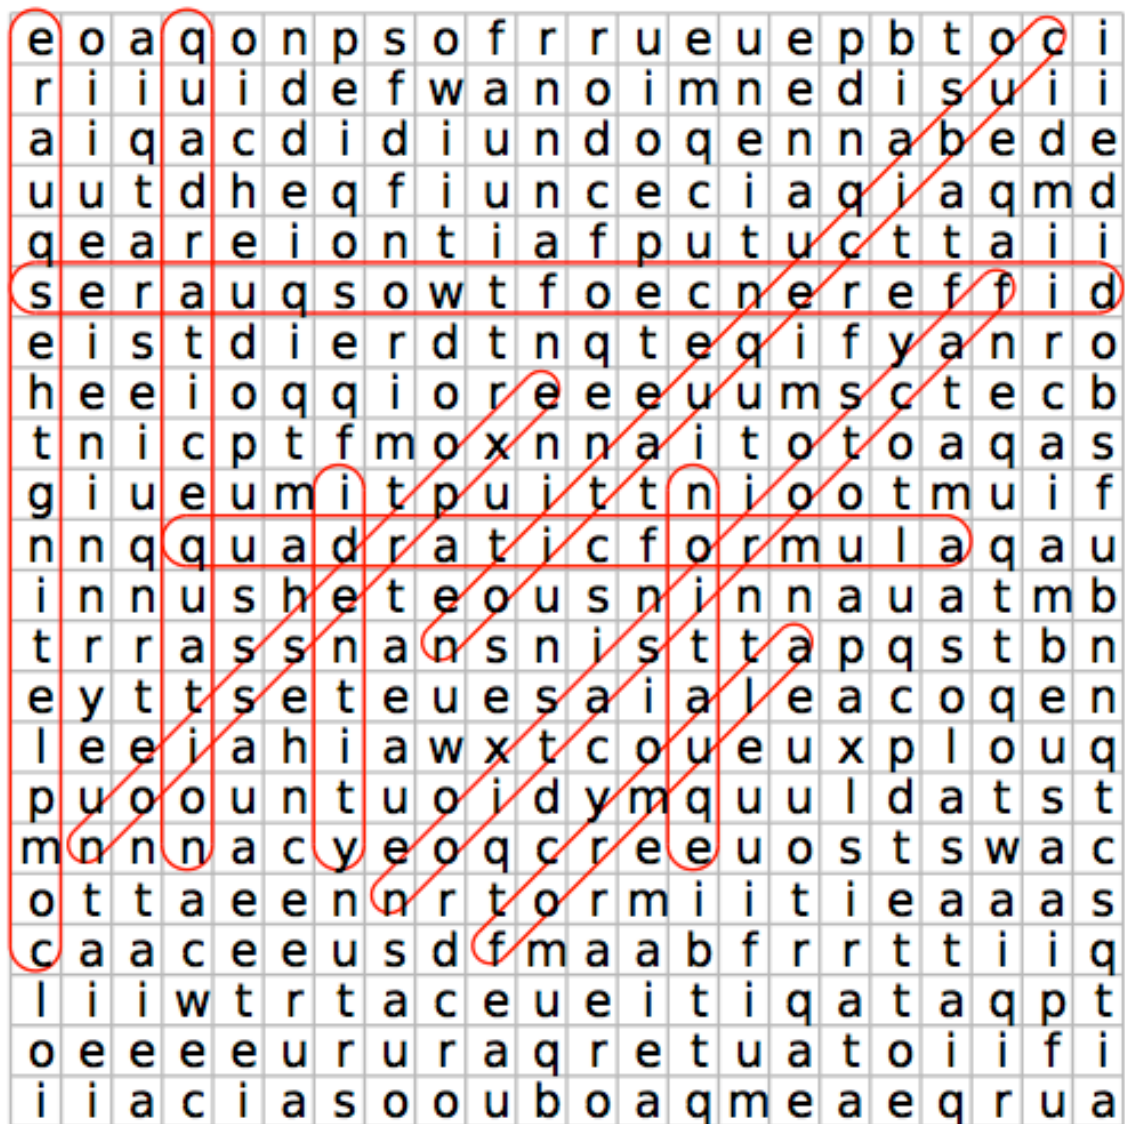 e o a q o n p s o f r r u e u e p b t o c i
r i i u i d e f w a n o i m n e d i s u i i
a i q a c d i d i u n d o q e n n a b e d e
u u t d h e q f i u n c e c i a q i a q m d
q e a r e i o n t i a f p u t u c t t a i i
s e r a u q s o w t f o e c n e r e f f i d
e i s t d i e r d t n q t e q i f y a n r o
h e e i o q q i o r e e e u u m s c t e c b
t n i c p t f m o x n n a i t o t o a q a s
g i u e u m i t p u i t t n i o o t m u i f
n n q q u a d r a t i c f o r m u l a q a u
i n n u s h e t e o u s n i n n a u a t m b
t r r a s s n a n s n i s t t a p q s t b n
e y t t s e t e u e s a i a l e a c o q e n
l e e i a h i a w x t c o u e u x p l o u q
p u o o u n t u o i d y m q u u l d a t s t
m n n n a c y e o q c r e e u o s t s w a c
o t t a e e n n r t o r m i i t i e a a a s
c a a c e e u s d f m a a b f r r t t i i q
l i i w t r t a c e u e i t i q a t a q p t
o e e e e u r u r a q r e t u a t o i i f i
i i a c i a s o o u b o a q m e a e q r u a